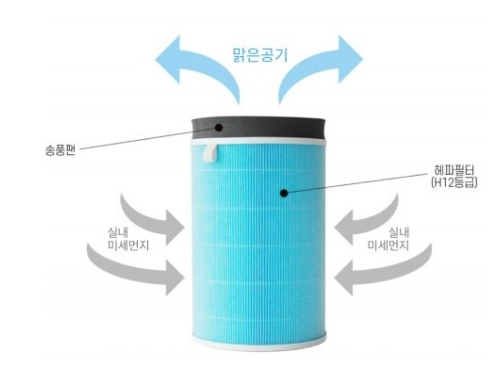 맑은공기
송풍팬
헤파필터
(H12등급)
실내
미세먼지
실내
미세먼지